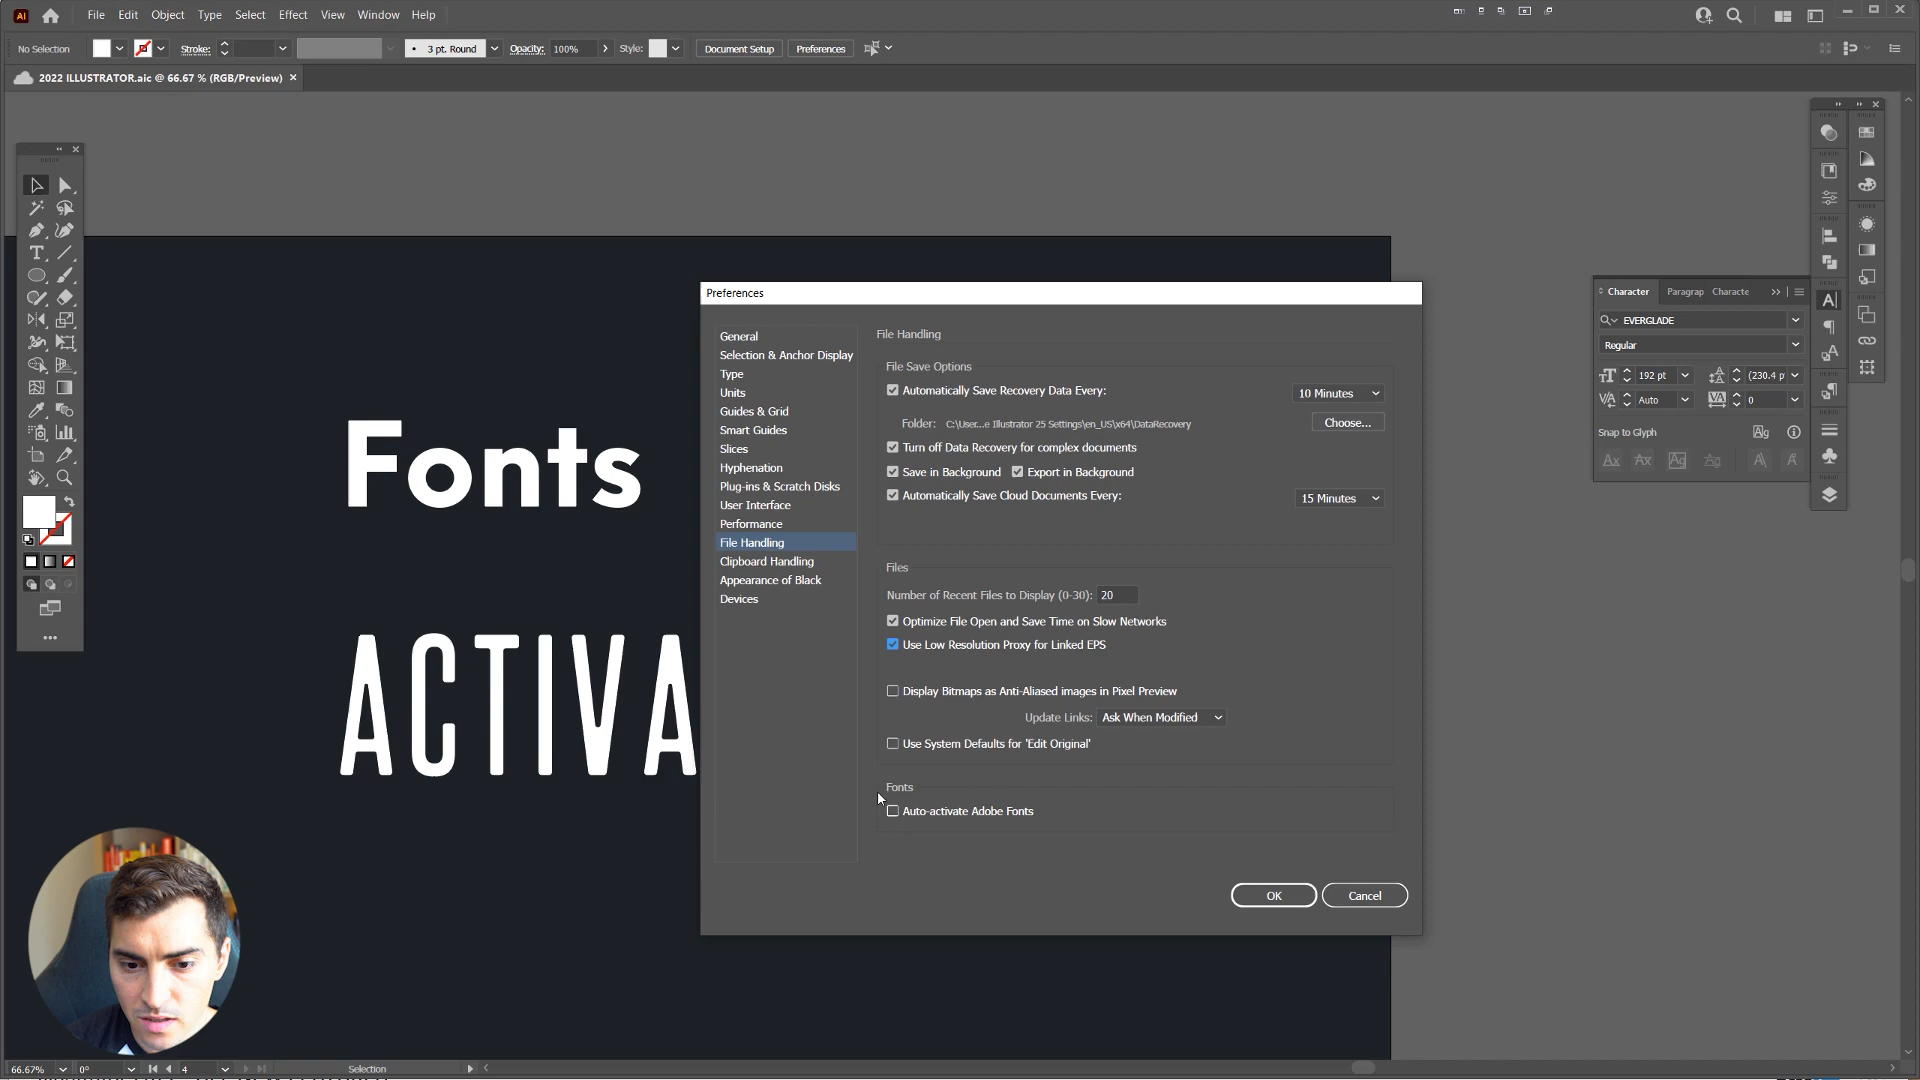 Ai File Edit Object Type Select Effect View Window Help
No Selection Stroke: 3 pt. Round Opacity: 100% Style: Document Setup Preferences
2022 ILLUSTRATOR.aic @ 66.67 % (RGB/Preview)
Fonts
ACTIVA
Preferences
General
Selection & Anchor Display
Type
Units
Guides & Grid
Smart Guides
Slices
Hyphenation
Plug-ins & Scratch Disks
User Interface
Performance
File Handling
Clipboard Handling
Appearance of Black
Devices
File Handling
File Save Options
Automatically Save Recovery Data Every: 10 Minutes
Folder: C:\User...e Illustrator 25 Settings\en_US\x64\DataRecovery Choose...
Turn off Data Recovery for complex documents
Save in Background Export in Background
Automatically Save Cloud Documents Every: 15 Minutes
Files
Number of Recent Files to Display (0-30): 20
Optimize File Open and Save Time on Slow Networks
Use Low Resolution Proxy for Linked EPS
Display Bitmaps as Anti-Aliased images in Pixel Preview
Update Links: Ask When Modified
Use System Defaults for 'Edit Original'
Fonts
Auto-activate Adobe Fonts
OK Cancel
Character Paragrap Characte
EVERGLADE
Regular
192 pt (230.4 p
Auto 0
Snap to Glyph
66.67% 0° 4 Selection